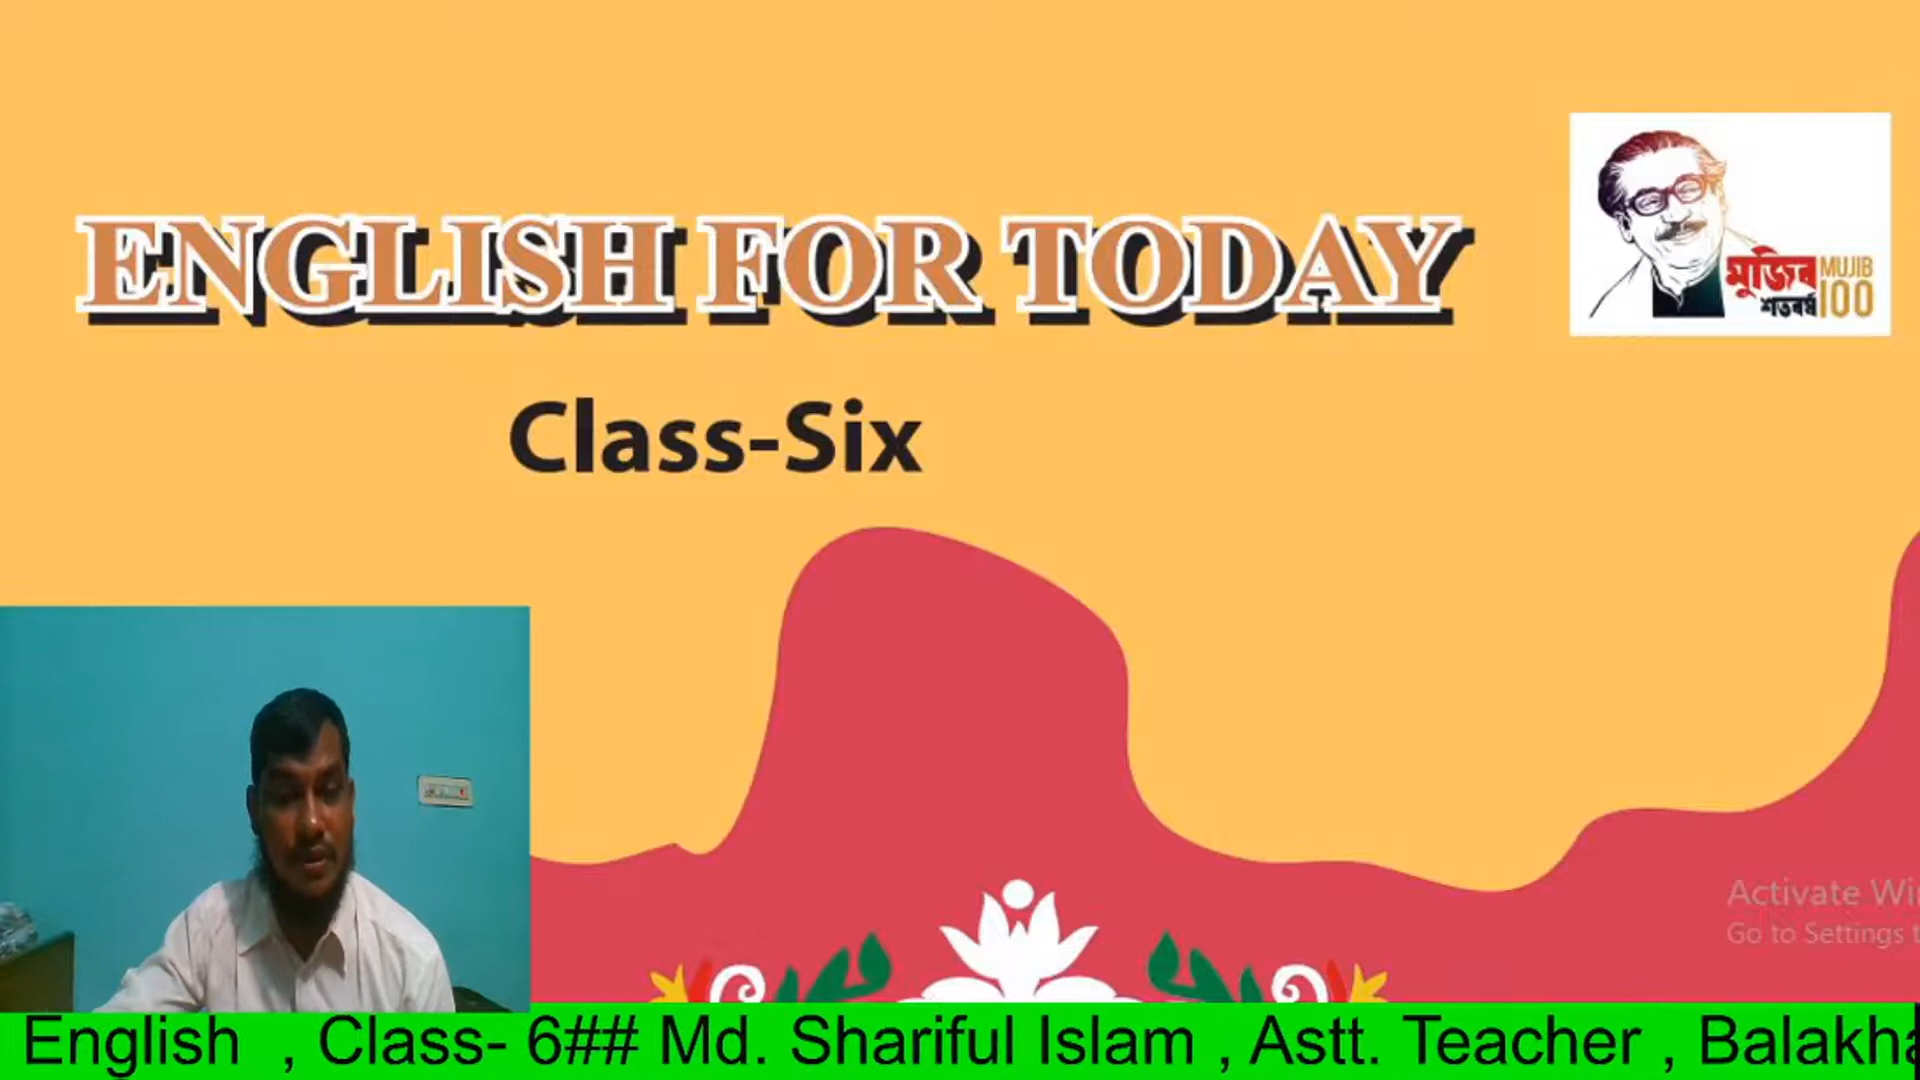 ENGLISH FOR TODAY
মুজিব
শতবর্ষ
MUJIB
100
Class-Six
Activate Wi
Go to Settings t
English , Class- 6## Md. Shariful Islam , Astt. Teacher , Balakha